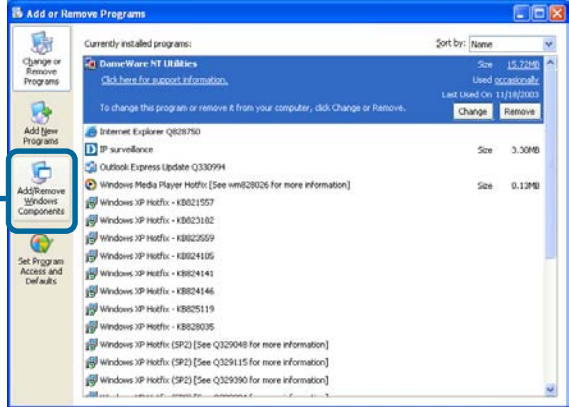 Add or Remove Programs
Change or
Remove
Programs
Add New
Programs
Add/Remove
Windows
Components
Set Program
Access and
Defaults
Currently installed programs:
Sort by: Name
DameWare NT Utilities
Size 15.72MB
Click here for support information.
Used occasionally
Last Used On 11/18/2003
To change this program or remove it from your computer, click Change or Remove.
Change Remove
Internet Explorer Q828750
IP surveillance
Size 3.30MB
Outlook Express Update Q330994
Windows Media Player Hotfix [See wm828026 for more information]
Size 0.13MB
Windows XP Hotfix - KB821557
Windows XP Hotfix - KB823182
Windows XP Hotfix - KB823559
Windows XP Hotfix - KB824105
Windows XP Hotfix - KB824141
Windows XP Hotfix - KB824146
Windows XP Hotfix - KB825119
Windows XP Hotfix - KB828035
Windows XP Hotfix (SP2) [See Q329048 for more information]
Windows XP Hotfix (SP2) [See Q329115 for more information]
Windows XP Hotfix (SP2) [See Q329390 for more information]